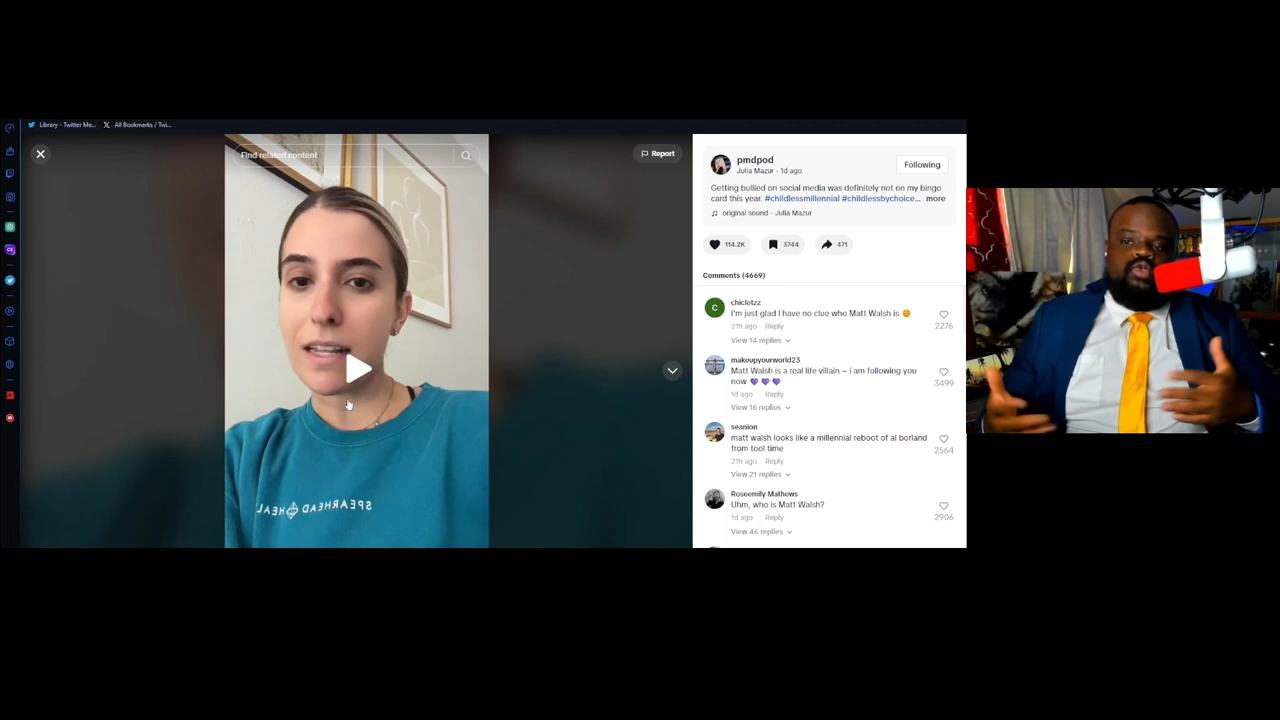 Library - Twitter Me...
All Bookmarks / Twi...
Find related content
Report
SPEARHEAD HEAL
pmdpod
Julia Mazur · 1d ago
Following
Getting bullied on social media was definitely not on my bingo
card this year. #childlessmillennial #childlessbychoice... more
original sound - Julia Mazur
114.2K
3744
471
Comments (4669)
C
chicletzz
I'm just glad I have no clue who Matt Walsh is 😊
2276
21h ago Reply
View 14 replies
makeupyourworld23
Matt Walsh is a real life villain – i am following you
now 💜 💜 💜
3499
1d ago Reply
View 16 replies
seanion
matt walsh looks like a millennial reboot of al borland
from tool time
2564
21h ago Reply
View 21 replies
Roseemily Mathews
Uhm, who is Matt Walsh?
2906
1d ago Reply
View 46 replies